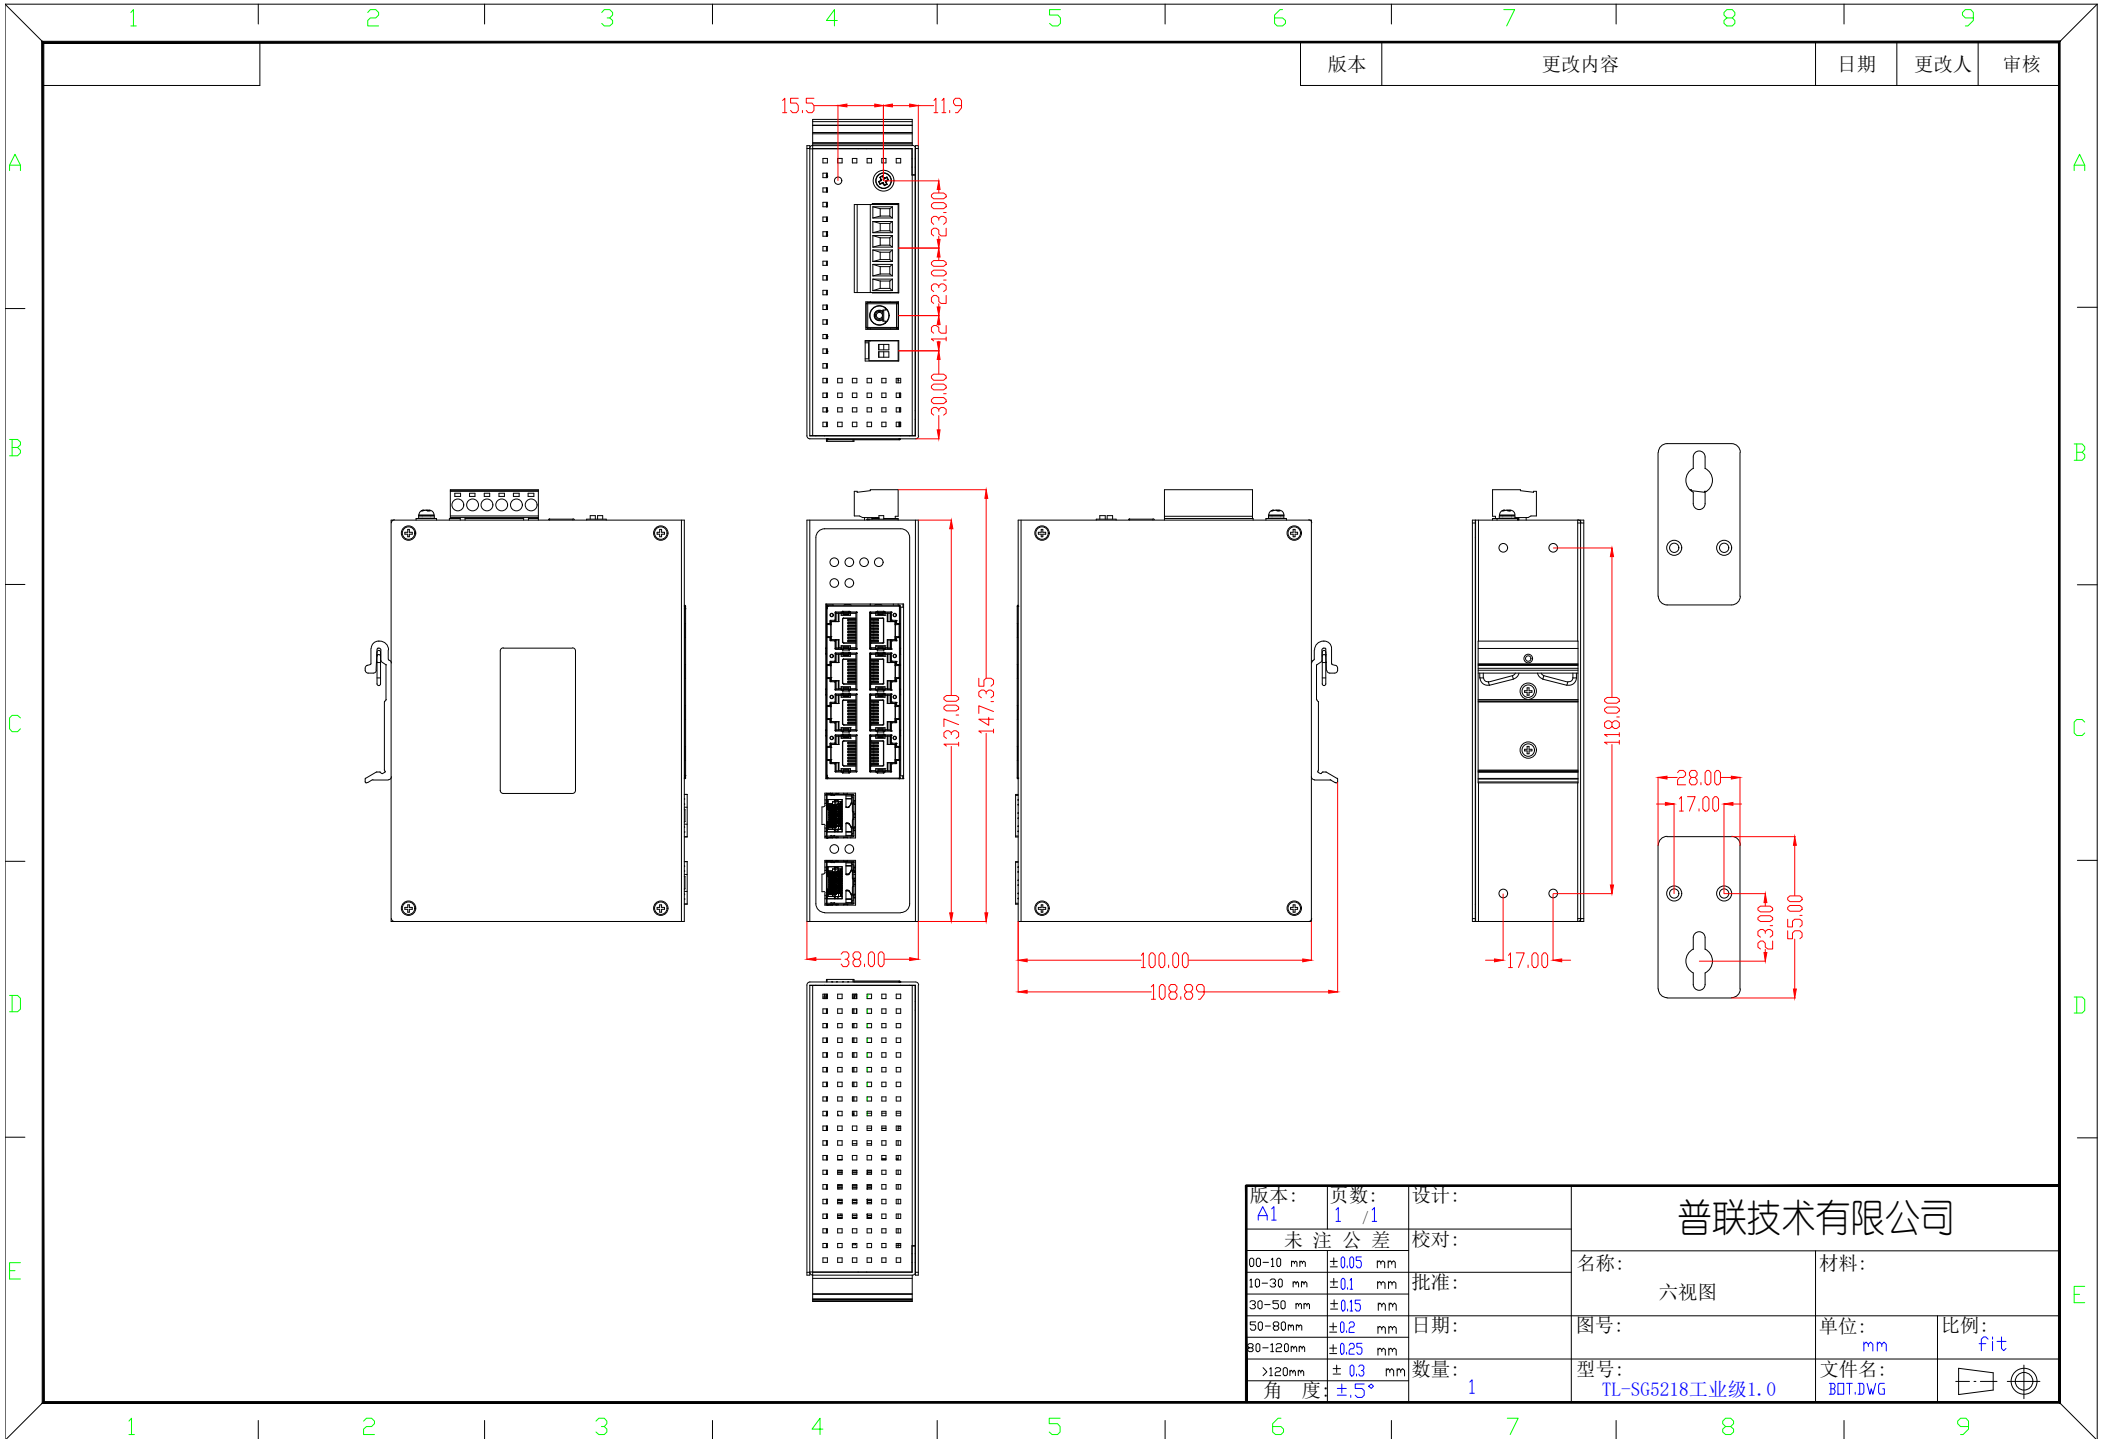 1 2 3 4 5 6 7 8 9
版本 更改内容 日期 更改人 审核
15.5 11.9
A A
23.00
23.00
12
30.00
B B
137.00
147.35
118.00
C C
28.00
17.00
23.00
55.00
38.00
100.00
17.00
108.89
D D
版本: 页数: 设计:
A1 1 /1
普联技术有限公司
未 注 公 差 校对:
00-10 mm ±0.05 mm
名称: 材料:
10-30 mm ±0.1 mm 批准:
六视图
30-50 mm ±0.15 mm
E E
50-80mm ±0.2 mm 日期: 图号: 单位: 比例:
mm fit
80-120mm ±0.25 mm
>120mm ± 0.3 mm 数量: 型号: 文件名:
角 度: ±.5° 1 TL-SG5218工业级1.0 BOT.DWG
1 2 3 4 5 6 7 8 9